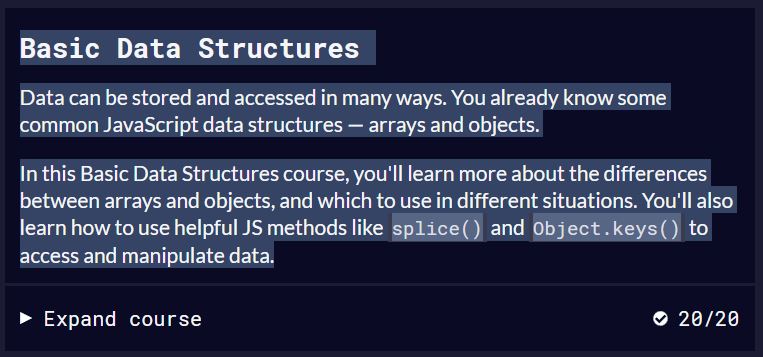 Basic Data Structures
Data can be stored and accessed in many ways. You already know some
common JavaScript data structures — arrays and objects.
In this Basic Data Structures course, you'll learn more about the differences
between arrays and objects, and which to use in different situations. You'll also
learn how to use helpful JS methods like splice() and Object.keys() to
access and manipulate data.
Expand course 20/20